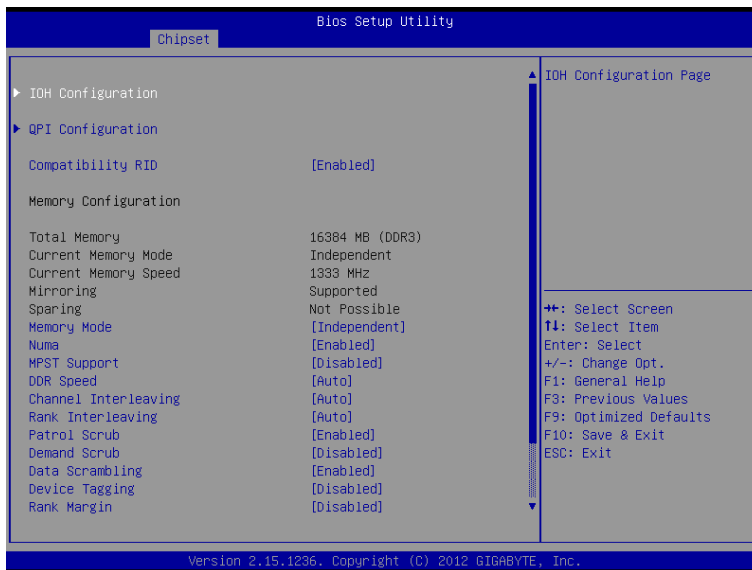 Bios Setup Utility
Chipset
IOH Configuration
QPI Configuration
Compatibility RID [Enabled]
Memory Configuration
Total Memory 16384 MB (DDR3)
Current Memory Mode Independent
Current Memory Speed 1333 MHz
Mirroring Supported
Sparing Not Possible
Memory Mode [Independent]
Numa [Enabled]
MPST Support [Disabled]
DDR Speed [Auto]
Channel Interleaving [Auto]
Rank Interleaving [Auto]
Patrol Scrub [Enabled]
Demand Scrub [Disabled]
Data Scrambling [Enabled]
Device Tagging [Disabled]
Rank Margin [Disabled]
IOH Configuration Page
→←: Select Screen
↑↓: Select Item
Enter: Select
+/-: Change Opt.
F1: General Help
F3: Previous Values
F9: Optimized Defaults
F10: Save & Exit
ESC: Exit
Version 2.15.1236. Copyright (C) 2012 GIGABYTE, Inc.